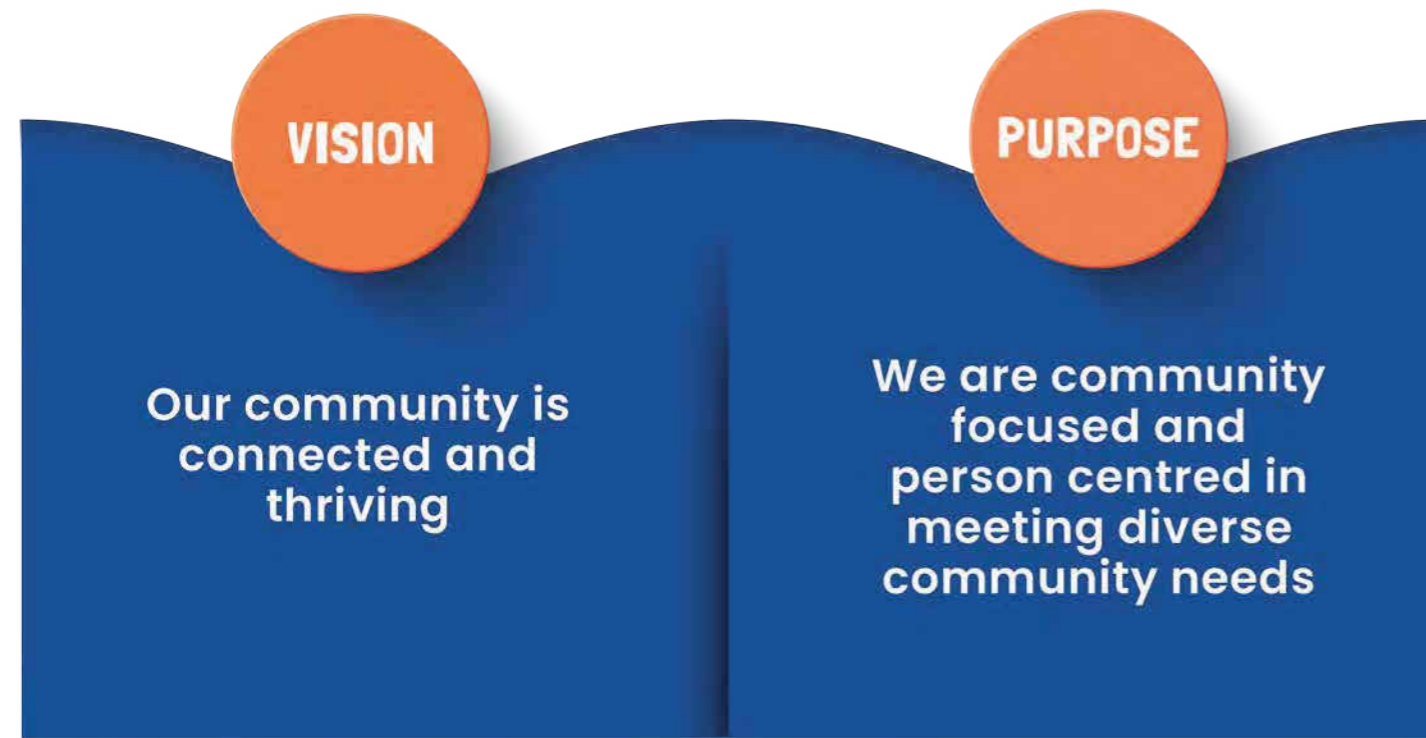 VISION
Our community is
connected and
thriving
PURPOSE
We are community
focused and
person centred in
meeting diverse
community needs